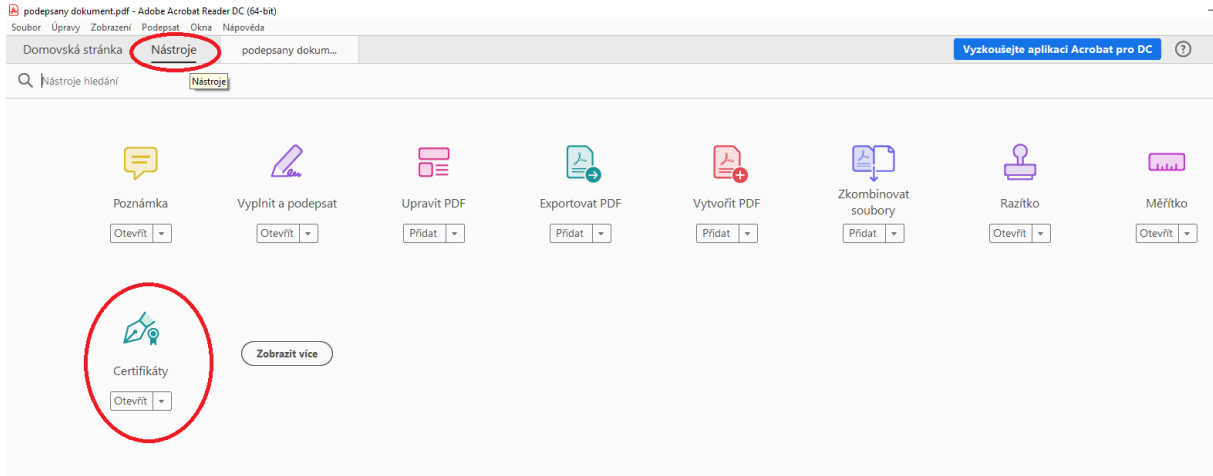 podepsany dokument.pdf - Adobe Acrobat Reader DC (64-bit)
Soubor Úpravy Zobrazení Podepsat Okna Nápověda
Domovská stránka Nástroje podepsany dokum... Vyzkoušejte aplikaci Acrobat pro DC ?
Nástroje hledání Nástroje
Poznámka Vyplnit a podepsat Upravit PDF Exportovat PDF Vytvořit PDF Zkombinovat soubory Razítko Měřítko
Otevřít Otevřít Přidat Přidat Přidat Přidat Otevřít Otevřít
Certifikáty
Otevřít
Zobrazit více